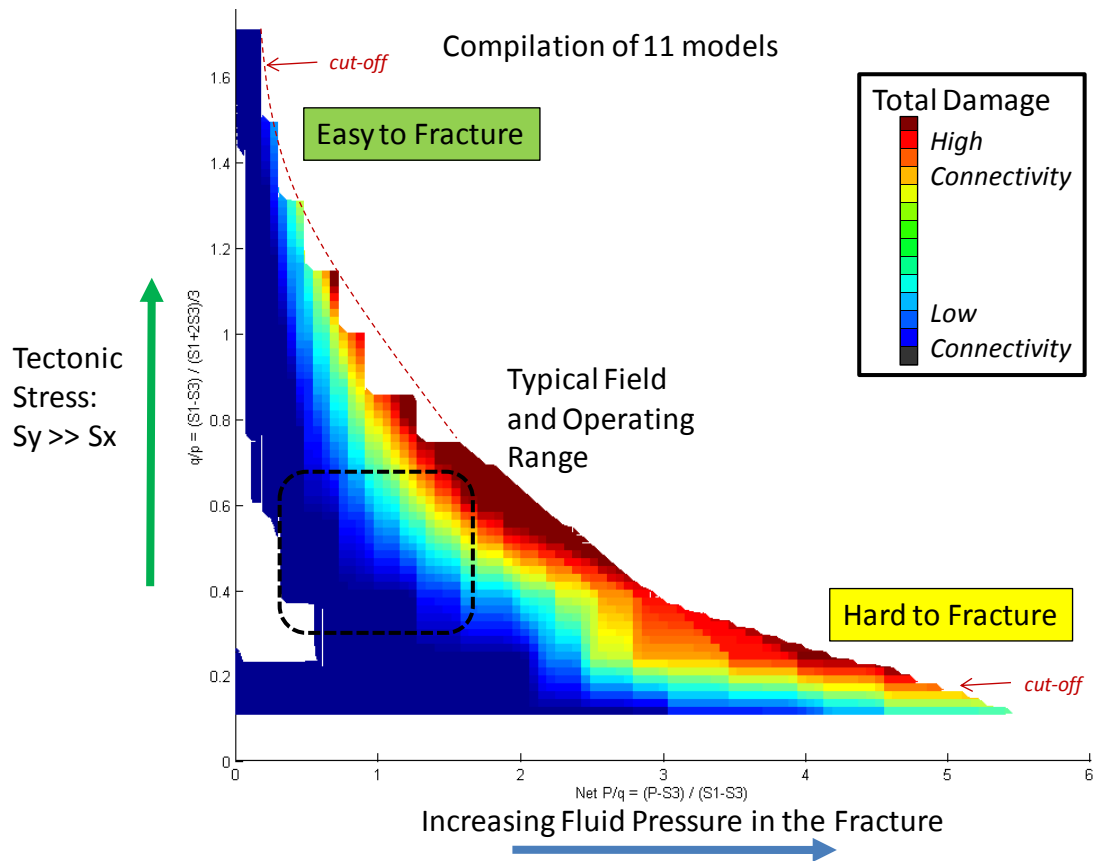 Compilation of 11 models
cut-off
Easy to Fracture
Total Damage
High
Connectivity
Low
Connectivity
Tectonic
Stress:
Sy >> Sx
q/p = (S1-S3) / (S1+2S3)/3
1.6
1.4
1.2
1
0.8
0.6
0.4
0.2
0
Typical Field
and Operating
Range
Hard to Fracture
cut-off
0
1
2
3
4
5
6
Net P/q = (P-S3) / (S1-S3)
Increasing Fluid Pressure in the Fracture